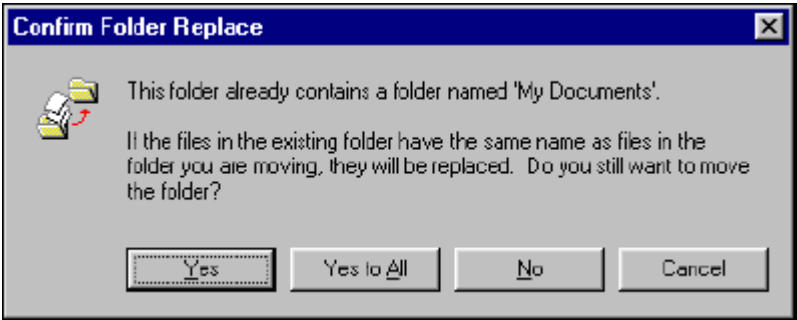 Confirm Folder Replace
This folder already contains a folder named 'My Documents'.
If the files in the existing folder have the same name as files in the
folder you are moving, they will be replaced. Do you still want to move
the folder?
Yes Yes to All No Cancel